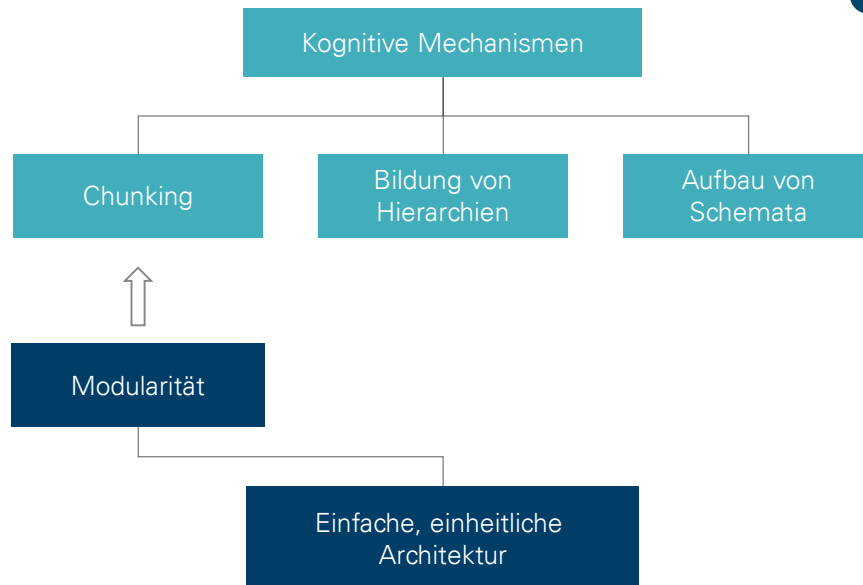 Kognitive Mechanismen
Chunking
Bildung von
Hierarchien
Aufbau von
Schemata
Modularität
Einfache, einheitliche
Architektur